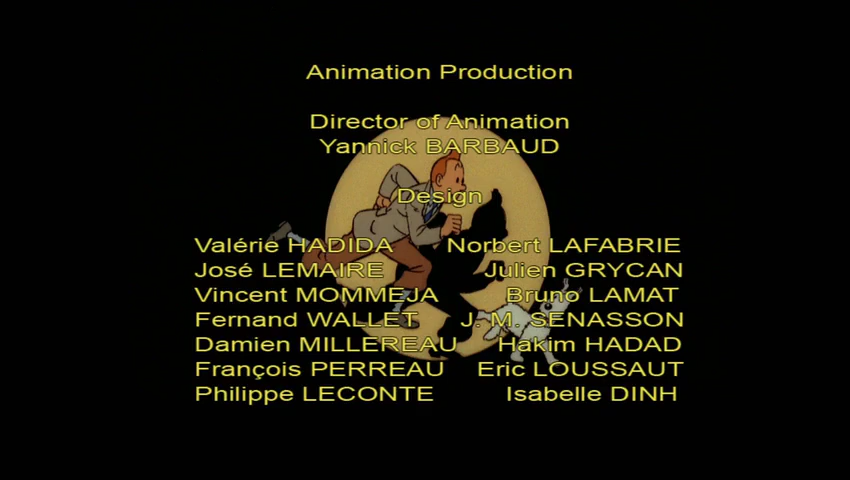 Animation Production
Director of Animation
Yannick BARBAUD
Design
Valérie HADIDA Norbert LAFABRIE
José LEMAIRE Julien GRYCAN
Vincent MOMMEJA Bruno LAMAT
Fernand WALLET J. M. SENASSON
Damien MILLEREAU Hakim HADAD
François PERREAU Eric LOUSSAUT
Philippe LECONTE Isabelle DINH